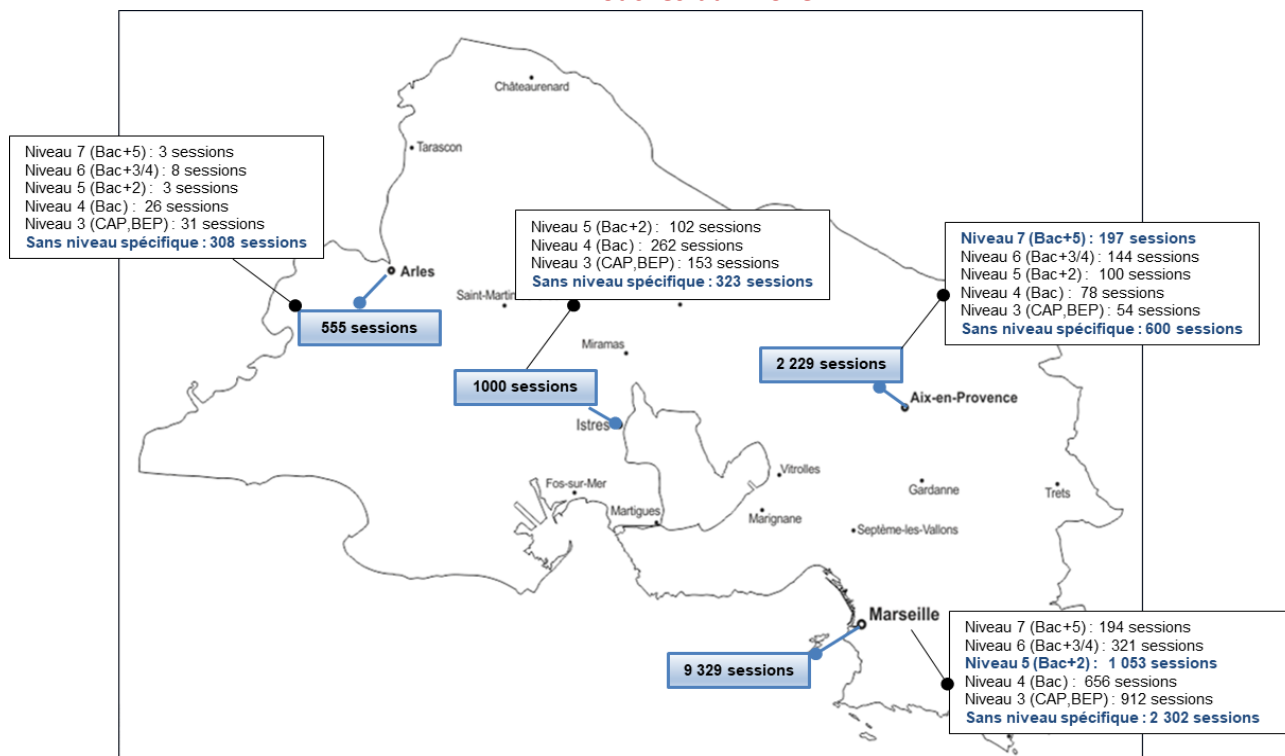 Châteaurenard
Tarascon
Niveau 7 (Bac+5) : 3 sessions
Niveau 6 (Bac+3/4) : 8 sessions
Niveau 5 (Bac+2) : 3 sessions
Niveau 4 (Bac) : 26 sessions
Niveau 3 (CAP,BEP) : 31 sessions
Sans niveau spécifique : 308 sessions
Niveau 5 (Bac+2) : 102 sessions
Niveau 4 (Bac) : 262 sessions
Niveau 3 (CAP,BEP) : 153 sessions
Sans niveau spécifique : 323 sessions
Niveau 7 (Bac+5) : 197 sessions
Niveau 6 (Bac+3/4) : 144 sessions
Niveau 5 (Bac+2) : 100 sessions
Niveau 4 (Bac) : 78 sessions
Niveau 3 (CAP,BEP) : 54 sessions
Sans niveau spécifique : 600 sessions
Arles
Saint-Martin
555 sessions
Miramas
1000 sessions
2 229 sessions
Aix-en-Provence
Istres
Vitrolles
Fos-sur-Mer
Gardanne
Trets
Martigues
Marignane
Septème-les-Vallons
Marseille
9 329 sessions
Niveau 7 (Bac+5) : 194 sessions
Niveau 6 (Bac+3/4) : 321 sessions
Niveau 5 (Bac+2) : 1 053 sessions
Niveau 4 (Bac) : 656 sessions
Niveau 3 (CAP,BEP) : 912 sessions
Sans niveau spécifique : 2 302 sessions